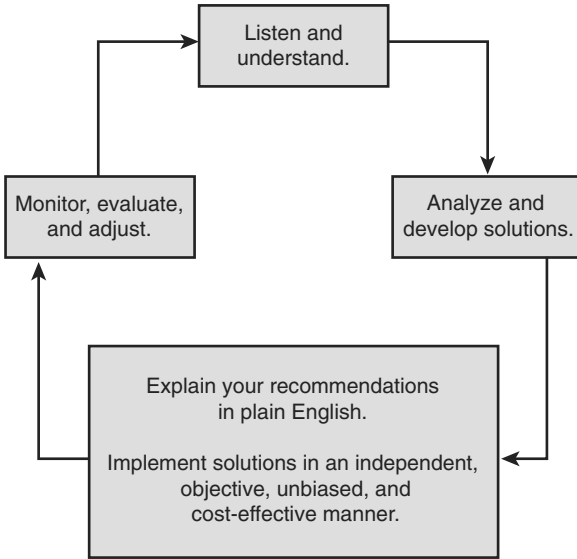 Listen and
understand.
Monitor, evaluate,
and adjust.
Analyze and
develop solutions.
Explain your recommendations
in plain English.
Implement solutions in an independent,
objective, unbiased, and
cost-effective manner.